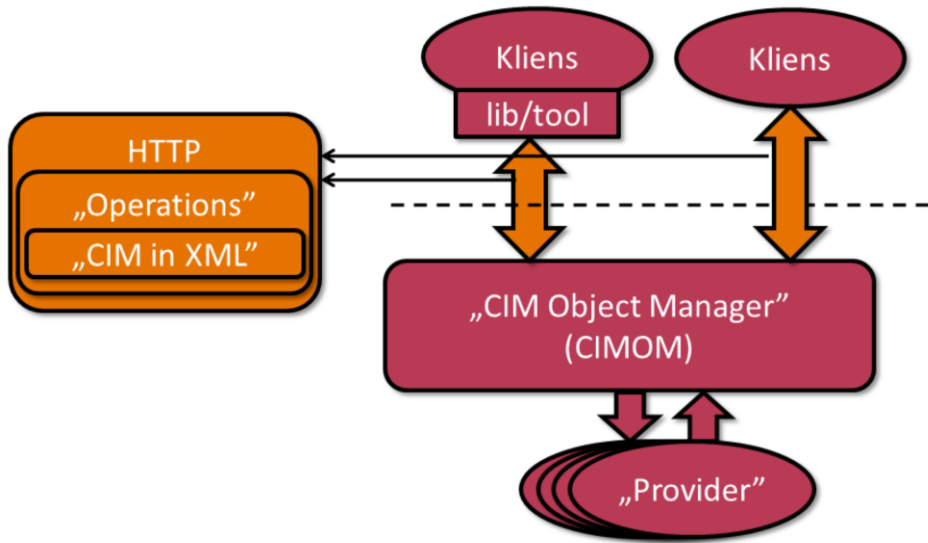 Kliens
lib/tool
Kliens
HTTP
„Operations”
„CIM in XML”
„CIM Object Manager”
(CIMOM)
„Provider”